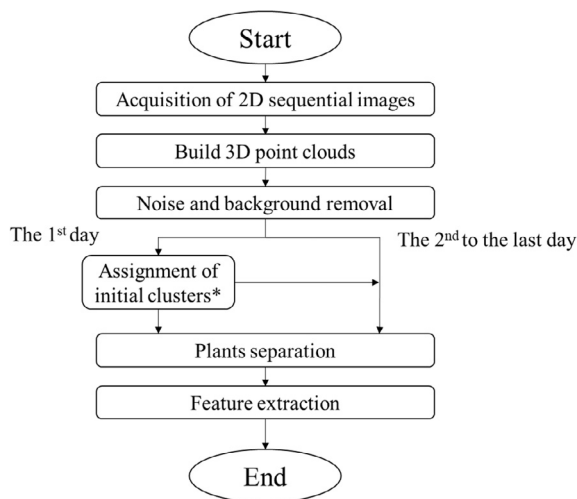 Start
Acquisition of 2D sequential images
Build 3D point clouds
Noise and background removal
The 1st day
The 2nd to the last day
Assignment of
initial clusters*
Plants separation
Feature extraction
End